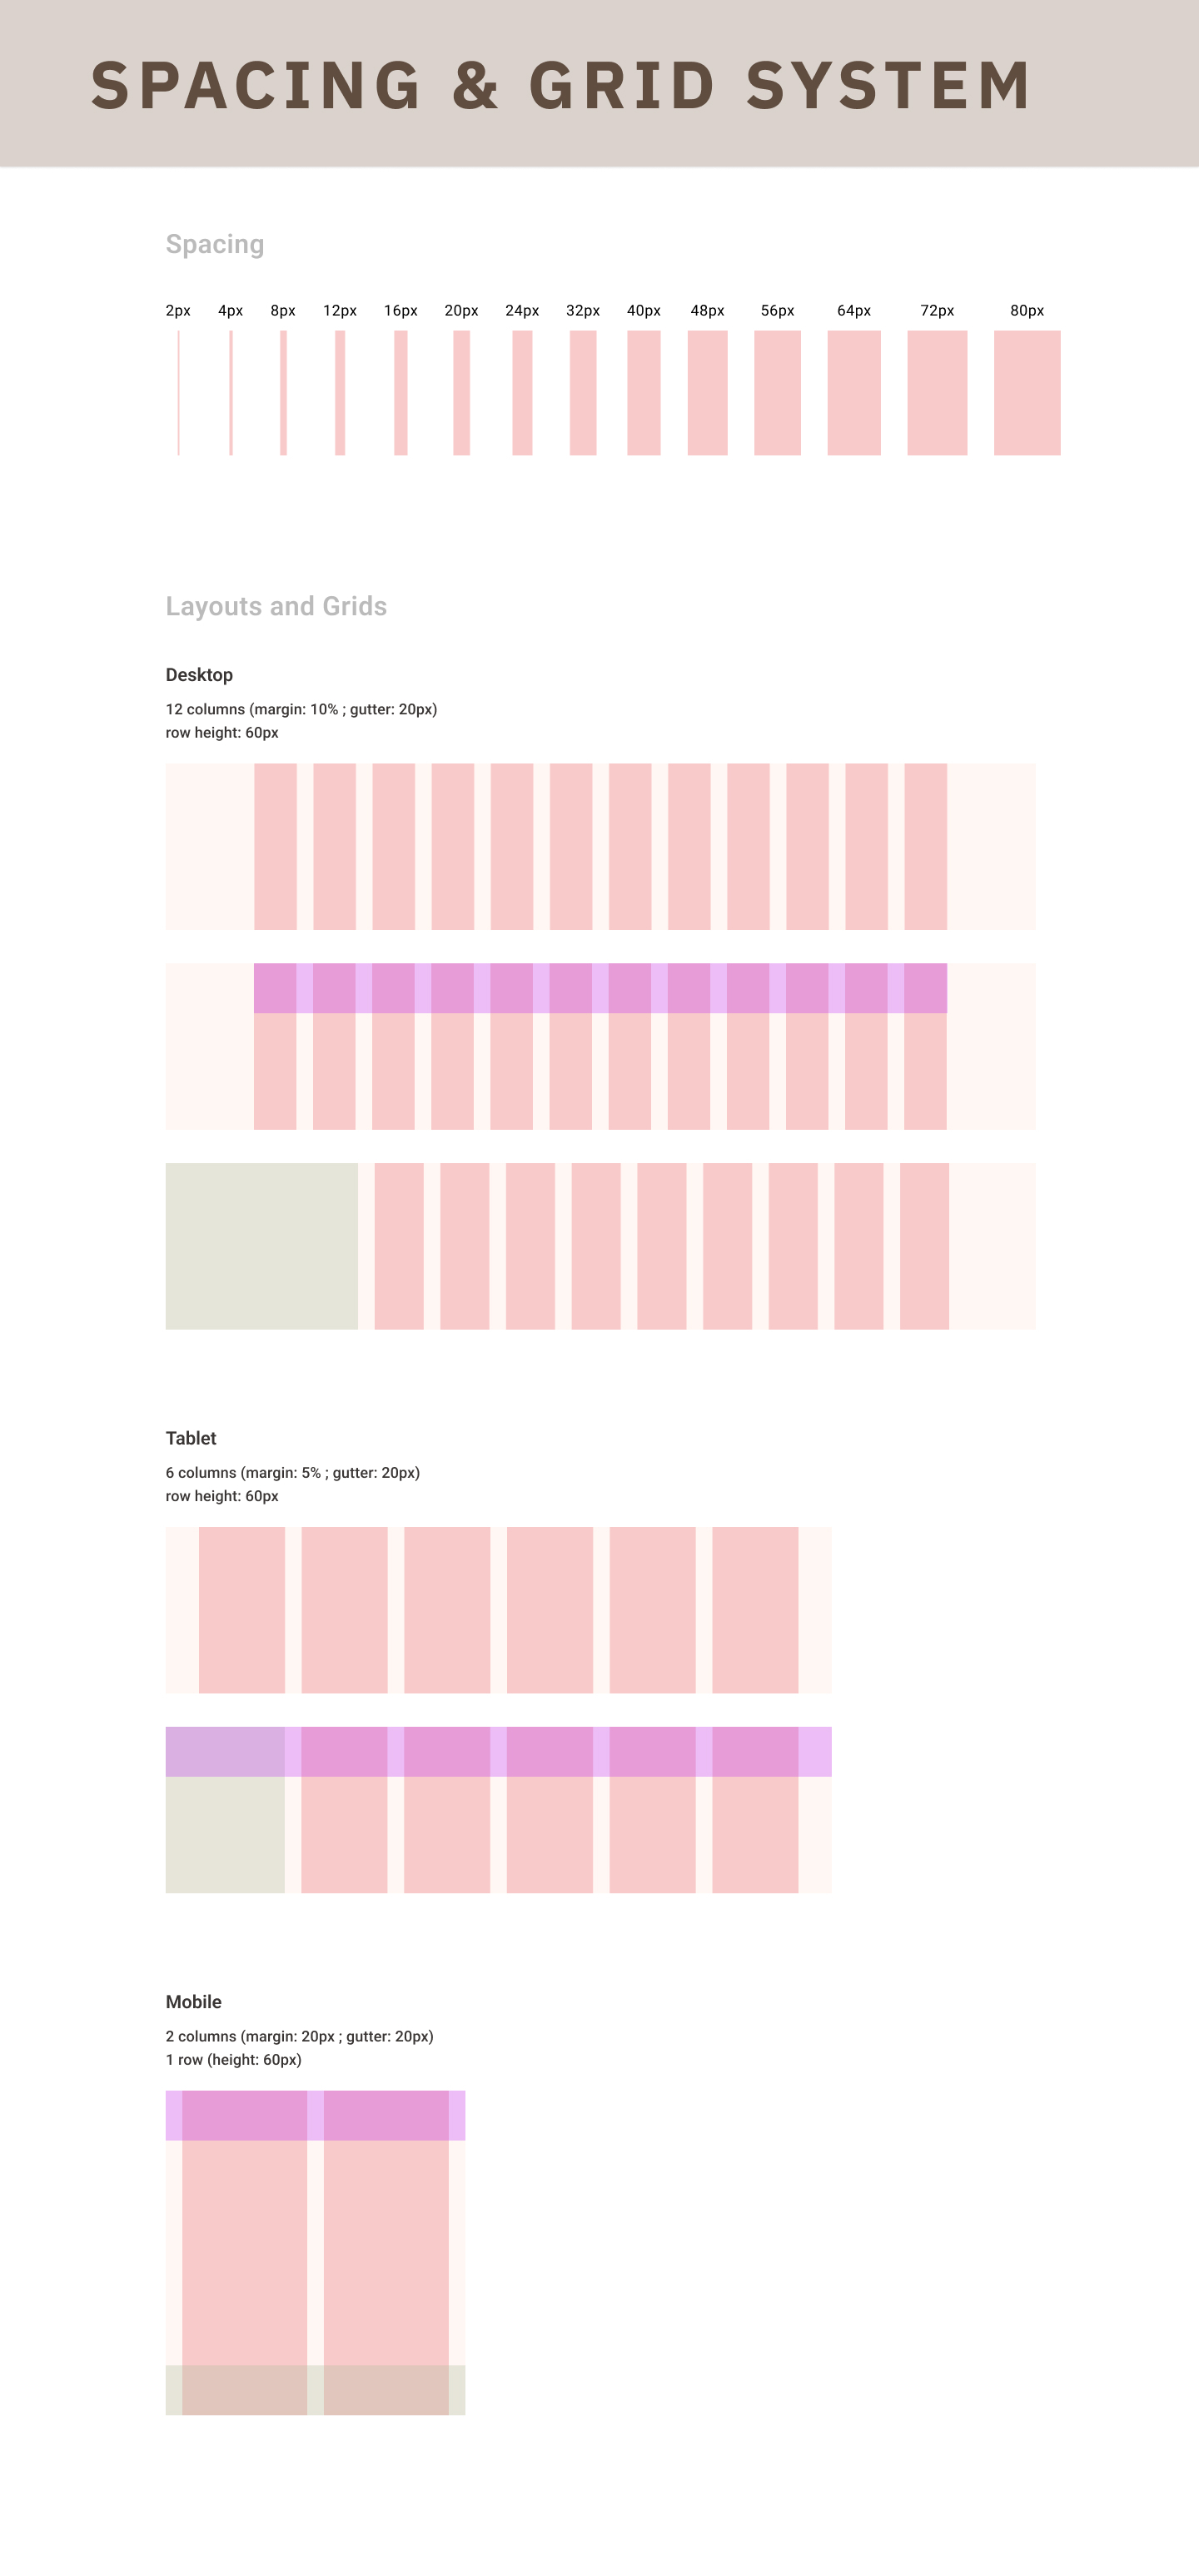 SPACING & GRID SYSTEM
Spacing
2px 4px 8px 12px 16px 20px 24px 32px 40px 48px 56px 64px 72px 80px
Layouts and Grids
Desktop
12 columns (margin: 10% ; gutter: 20px)
row height: 60px
Tablet
6 columns (margin: 5% ; gutter: 20px)
row height: 60px
Mobile
2 columns (margin: 20px ; gutter: 20px)
1 row (height: 60px)